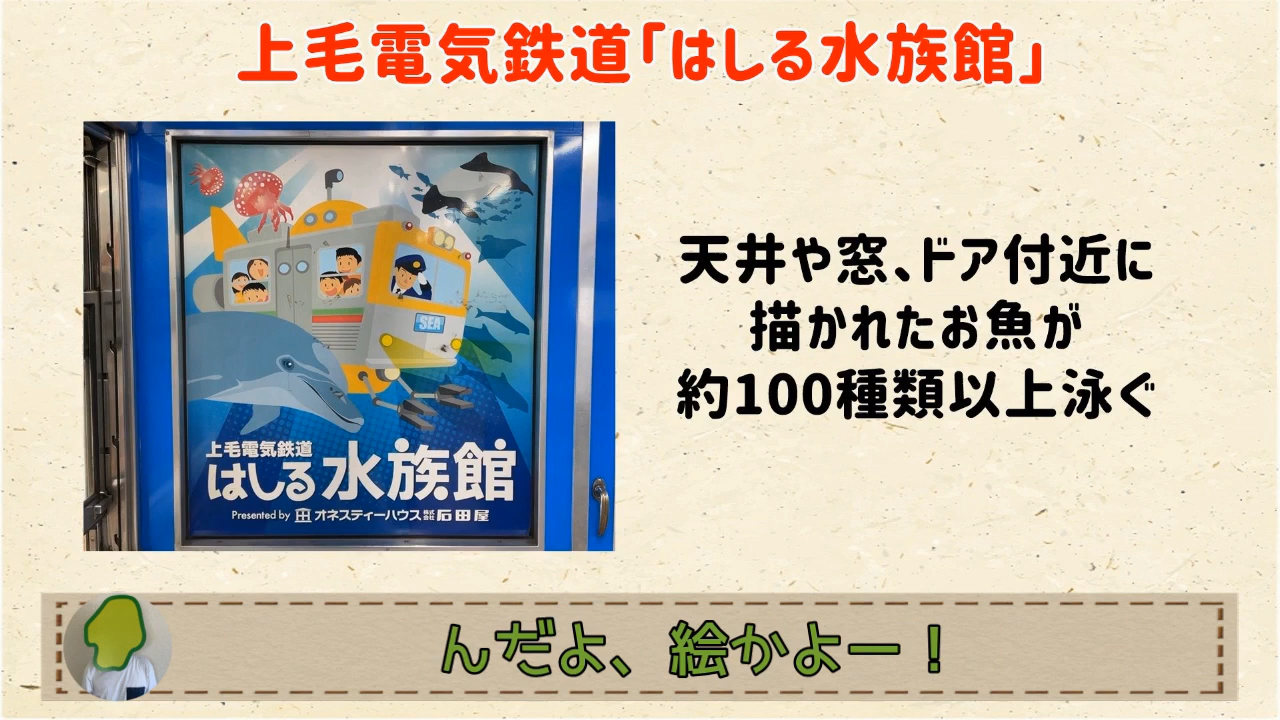 上毛電気鉄道「はしる水族館」
SEA
上毛電気鉄道
はしる水族館
Presented by オネスティーハウス 株式会社 石田屋
天井や窓、ドア付近に
描かれたお魚が
約100種類以上泳ぐ
んだよ、絵かよー!